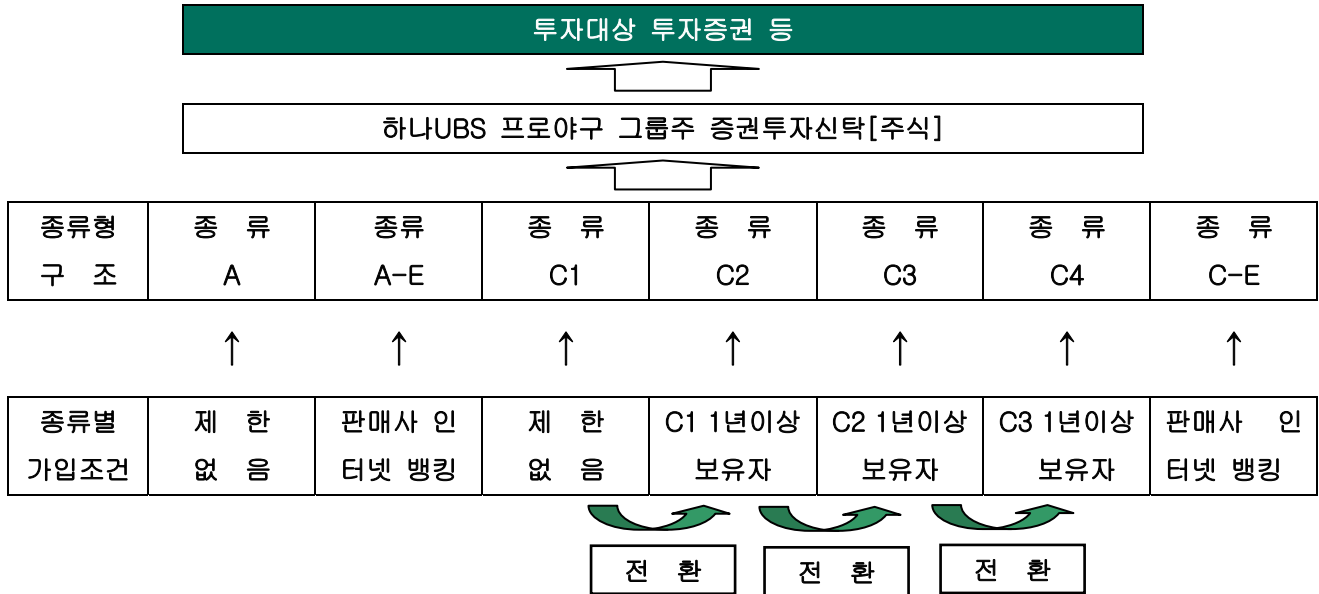 투자대상 투자증권 등
하나UBS 프로야구 그룹주 증권투자신탁[주식]
종류형 종 류 종류 종 류 종 류 종 류 종 류 종 류
구 조 A A-E C1 C2 C3 C4 C-E
↑ ↑ ↑ ↑ ↑ ↑ ↑
종류별 제 한 판매사 인 제 한 C1 1년이상 C2 1년이상 C3 1년이상 판매사 인
가입조건 없 음 터넷 뱅킹 없 음 보유자 보유자 보유자 터넷 뱅킹
전 환 전 환 전 환